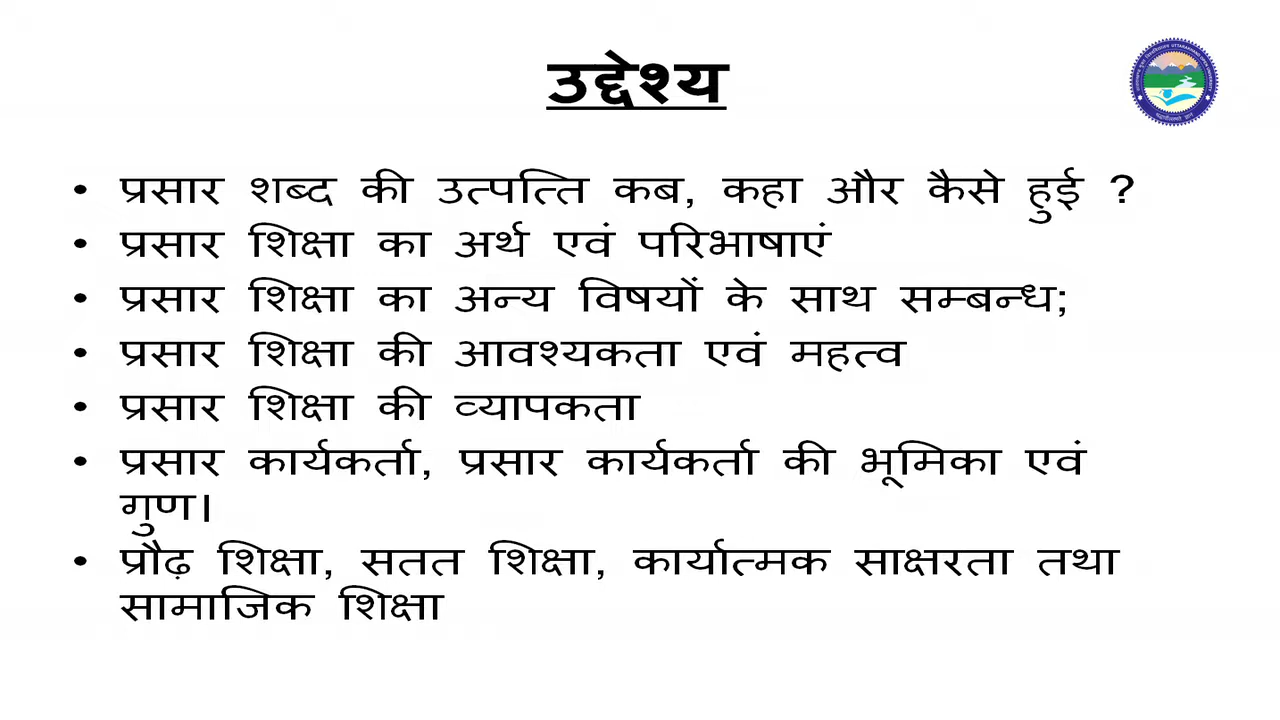 उद्देश्य
• प्रसार शब्द की उत्पत्ति कब, कहा और कैसे हुई ?
• प्रसार शिक्षा का अर्थ एवं परिभाषाएं
• प्रसार शिक्षा का अन्य विषयों के साथ सम्बन्ध;
• प्रसार शिक्षा की आवश्यकता एवं महत्व
• प्रसार शिक्षा की व्यापकता
• प्रसार कार्यकर्ता, प्रसार कार्यकर्ता की भूमिका एवं
गुण।
• प्रौढ़ शिक्षा, सतत शिक्षा, कार्यात्मक साक्षरता तथा
सामाजिक शिक्षा